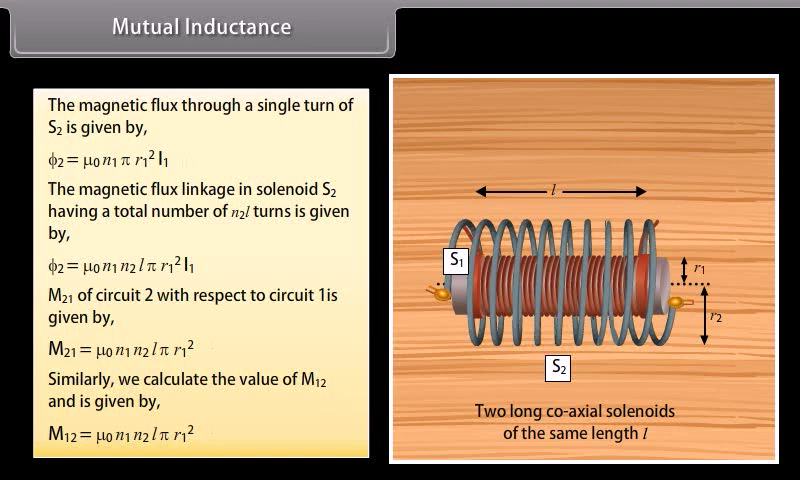 Mutual Inductance
The magnetic flux through a single turn of
S₂ is given by,
ϕ₂ = μ₀ n₁ π r₁² I₁
The magnetic flux linkage in solenoid S₂
having a total number of n₂l turns is given
by,
ϕ₂ = μ₀ n₁ n₂ l π r₁² I₁
M₂₁ of circuit 2 with respect to circuit 1is
given by,
M₂₁ = μ₀ n₁ n₂ l π r₁²
Similarly, we calculate the value of M₁₂
and is given by,
M₁₂ = μ₀ n₁ n₂ l π r₁²
l
S₁
r₁
r₂
S₂
Two long co-axial solenoids
of the same length l